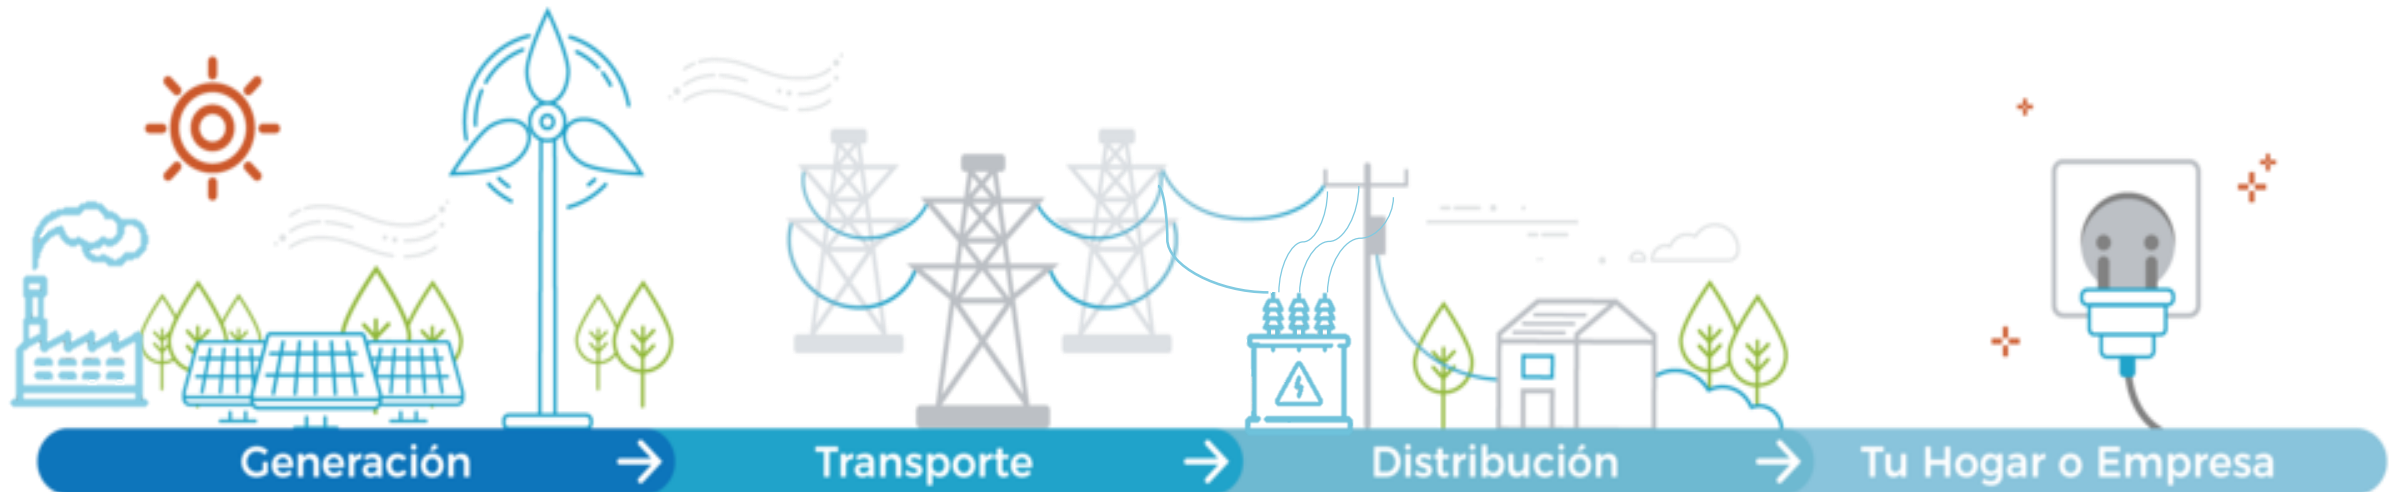 Generación
Transporte
Distribución
Tu Hogar o Empresa